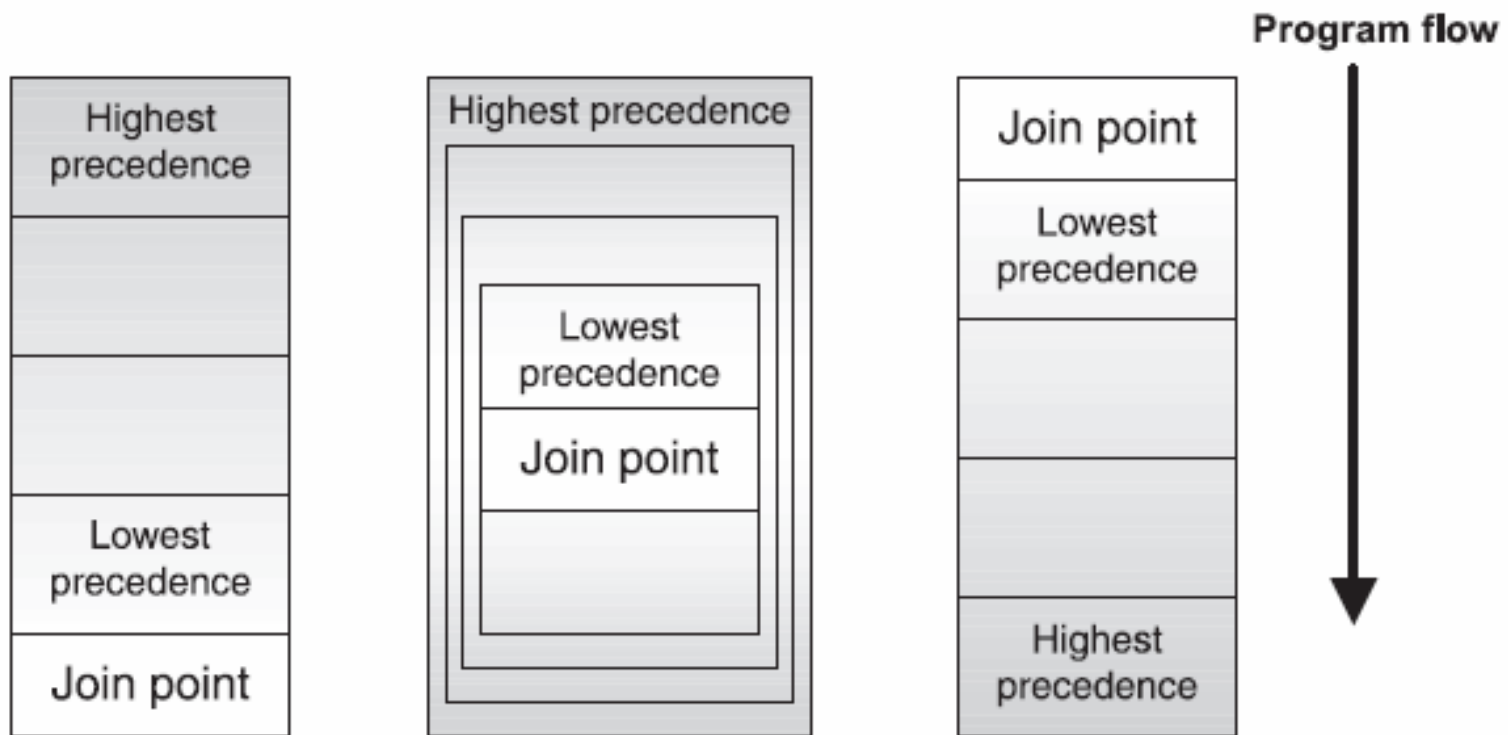 Program flow
Highest
precedence
Lowest
precedence
Join point
Highest precedence
Lowest
precedence
Join point
Join point
Lowest
precedence
Highest
precedence